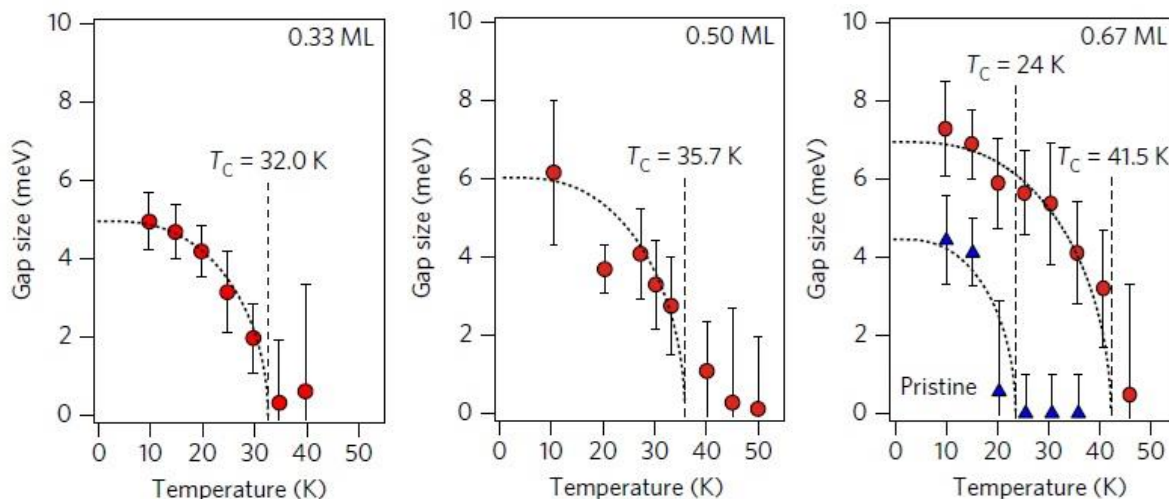 0.33 ML
T_C = 32.0 K
Gap size (meV)
10
8
6
4
2
0
0 10 20 30 40 50
Temperature (K)
0.50 ML
T_C = 35.7 K
Gap size (meV)
10
8
6
4
2
0
0 10 20 30 40 50
Temperature (K)
0.67 ML
T_C = 24 K
T_C = 41.5 K
Pristine
Gap size (meV)
10
8
6
4
2
0
0 10 20 30 40 50
Temperature (K)